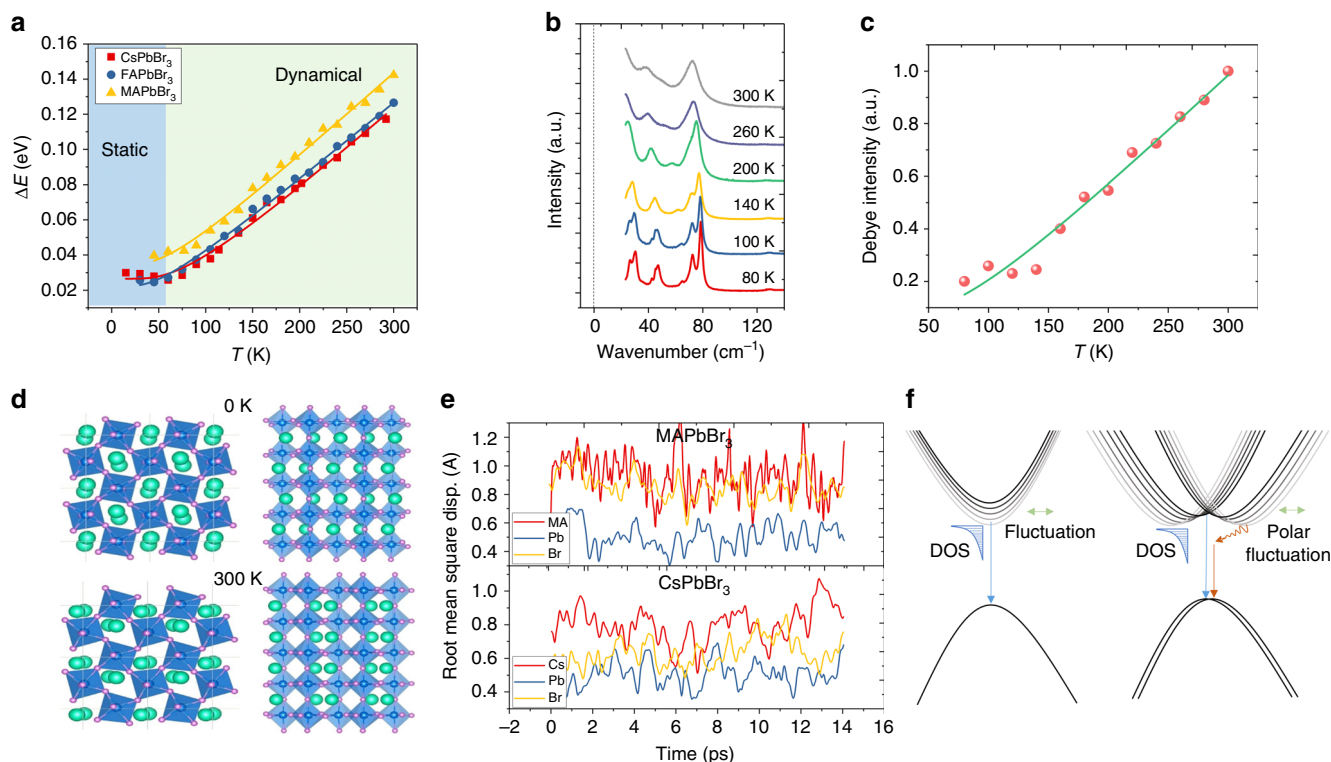 a
0.16
0.14
0.12
0.10
0.08
0.06
0.04
0.02
ΔE (eV)
CsPbBr₃
FAPbBr₃
MAPbBr₃
Static
Dynamical
0 50 100 150 200 250 300
T (K)
b
Intensity (a.u.)
300 K
260 K
200 K
140 K
100 K
80 K
0 40 80 120
Wavenumber (cm⁻¹)
c
Debye intensity (a.u.)
1.0
0.8
0.6
0.4
0.2
50 100 150 200 250 300
T (K)
d
0 K
300 K
e
Root mean square disp. (A)
MAPbBr₃
1.2
1.0
0.8
0.6
0.4
MA
Pb
Br
CsPbBr₃
1.0
0.8
0.6
0.4
Cs
Pb
Br
−2 0 2 4 6 8 10 12 14 16
Time (ps)
f
DOS
Fluctuation
DOS
Polar
fluctuation